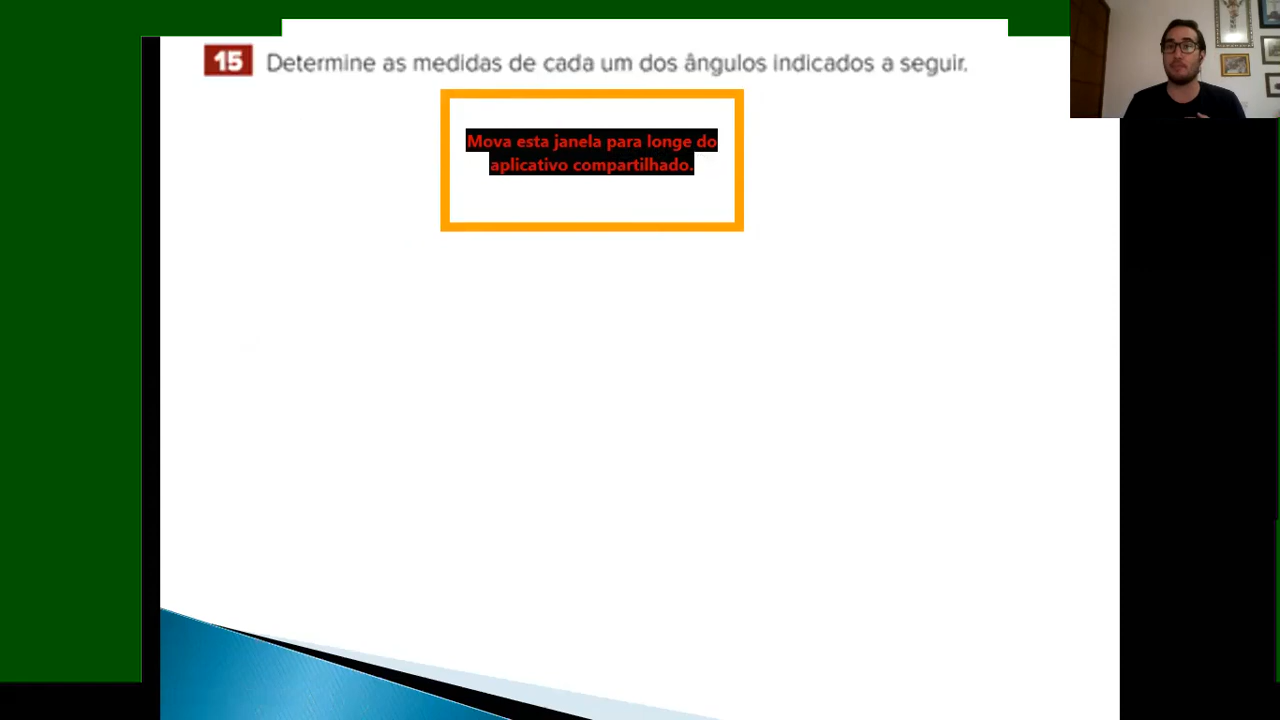 15 Determine as medidas de cada um dos ângulos indicados a seguir.
Mova esta janela para longe do
aplicativo compartilhado.